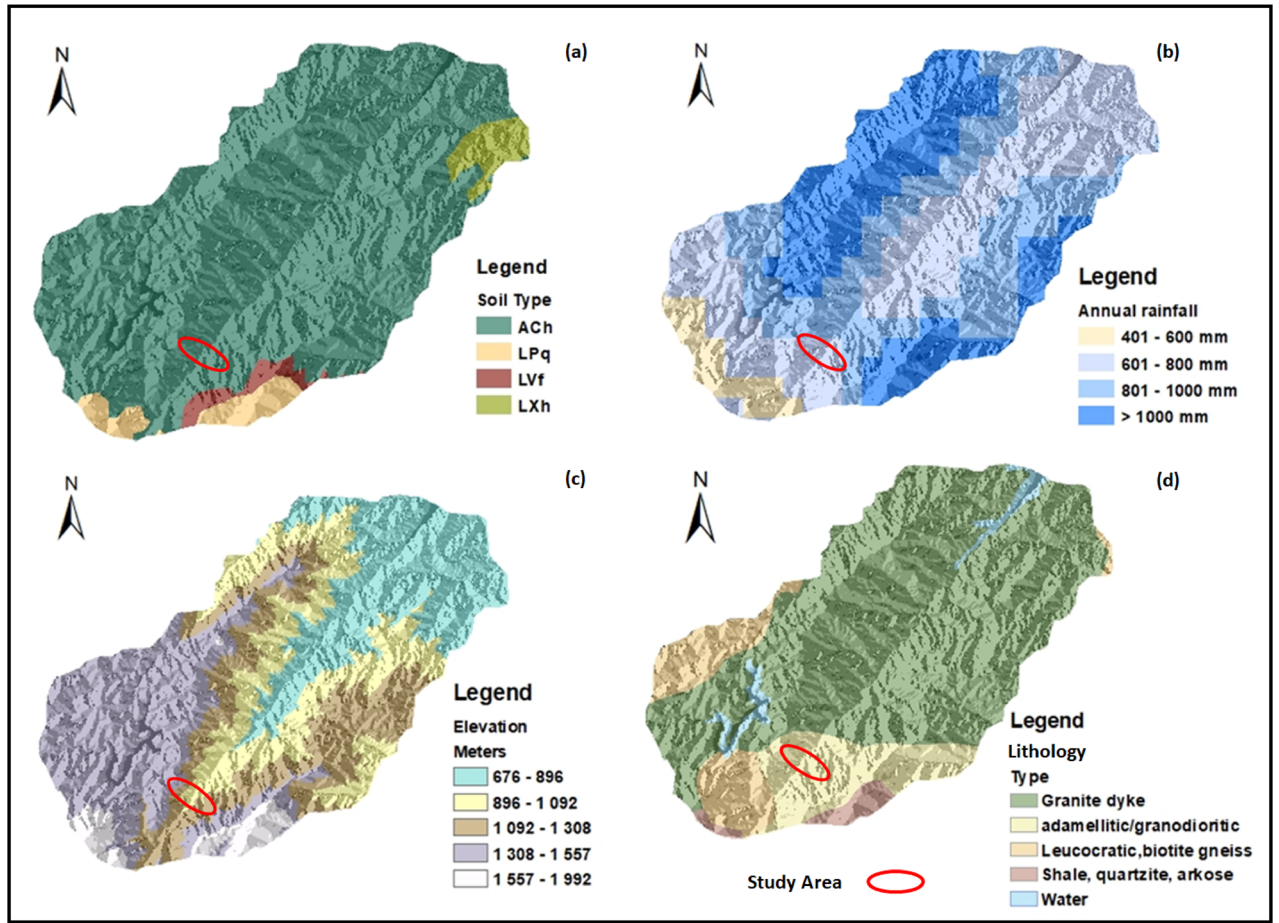 N
(a)
Legend
Soil Type
ACh
LPq
LVf
LXh
N
(b)
Legend
Annual rainfall
401 - 600 mm
601 - 800 mm
801 - 1000 mm
> 1000 mm
N
(c)
Legend
Elevation
Meters
676 - 896
896 - 1 092
1 092 - 1 308
1 308 - 1 557
1 557 - 1 992
N
(d)
Legend
Lithology
Type
Granite dyke
adamellitic/granodioritic
Leucocratic,biotite gneiss
Shale, quartzite, arkose
Water
Study Area